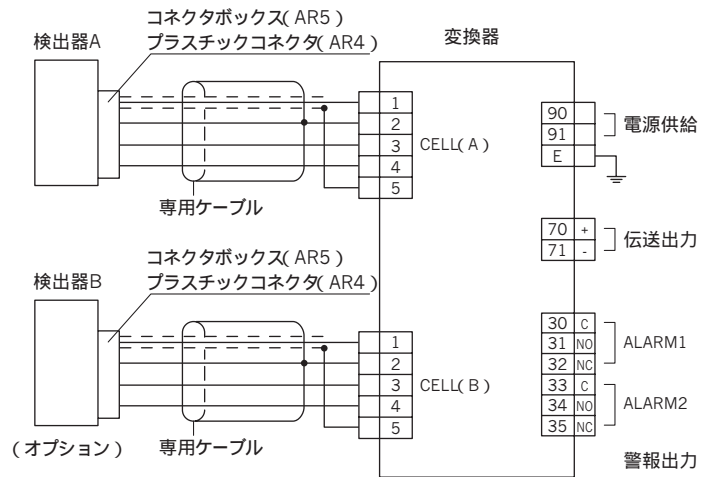 コネクタボックス(AR5)
プラスチックコネクタ(AR4)
検出器A
変換器
1
2
3
4
5
CELL(A)
専用ケーブル
90
91
E
電源供給
70 +
71 -
伝送出力
コネクタボックス(AR5)
プラスチックコネクタ(AR4)
検出器B
1
2
3
4
5
CELL(B)
(オプション)
専用ケーブル
30 C
31 NO
32 NC
ALARM1
33 C
34 NO
35 NC
ALARM2
警報出力